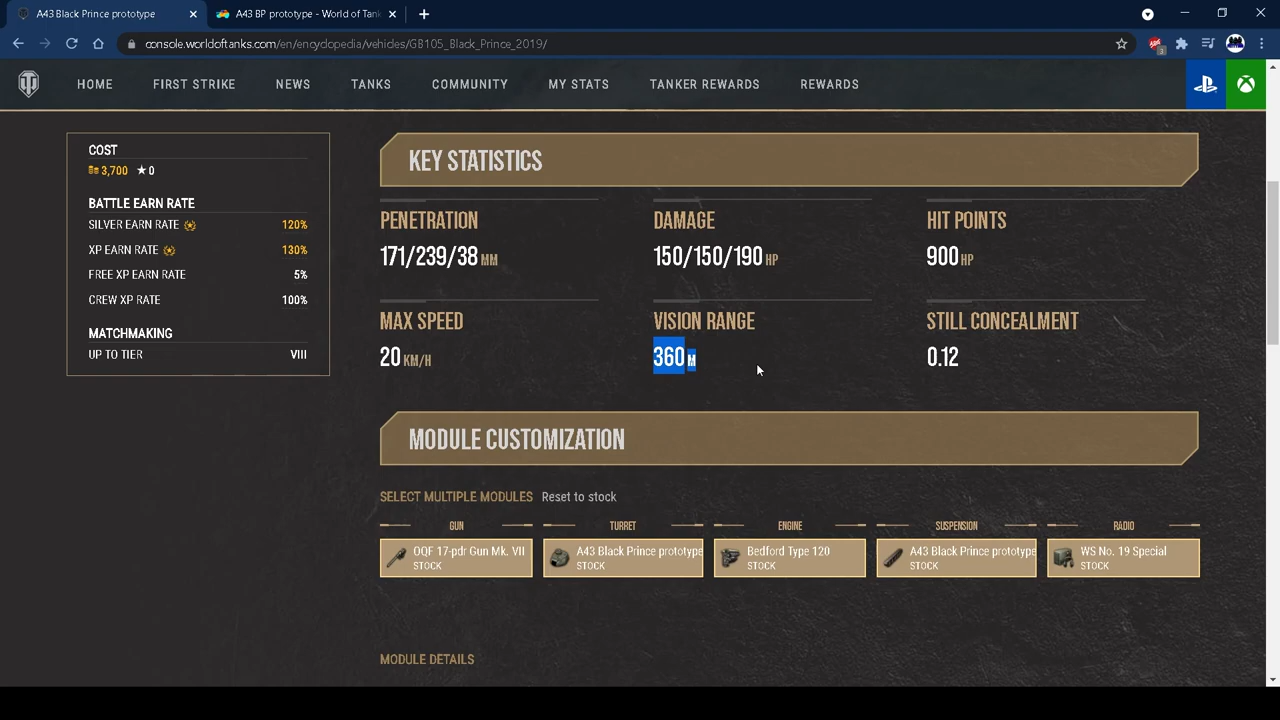 A43 Black Prince prototype
A43 BP prototype - World of Tank
console.worldoftanks.com/en/encyclopedia/vehicles/GB105_Black_Prince_2019/
HOME FIRST STRIKE NEWS TANKS COMMUNITY MY STATS TANKER REWARDS REWARDS
COST
3,700 ★0
BATTLE EARN RATE
SILVER EARN RATE 120%
XP EARN RATE 130%
FREE XP EARN RATE 5%
CREW XP RATE 100%
MATCHMAKING
UP TO TIER VIII
KEY STATISTICS
PENETRATION DAMAGE HIT POINTS
171/239/38 MM 150/150/190 HP 900 HP
MAX SPEED VISION RANGE STILL CONCEALMENT
20 KM/H 360 M 0.12
MODULE CUSTOMIZATION
SELECT MULTIPLE MODULES Reset to stock
GUN TURRET ENGINE SUSPENSION RADIO
OQF 17-pdr Gun Mk. VII A43 Black Prince prototype Bedford Type 120 A43 Black Prince prototype WS No. 19 Special
STOCK STOCK STOCK STOCK STOCK
MODULE DETAILS